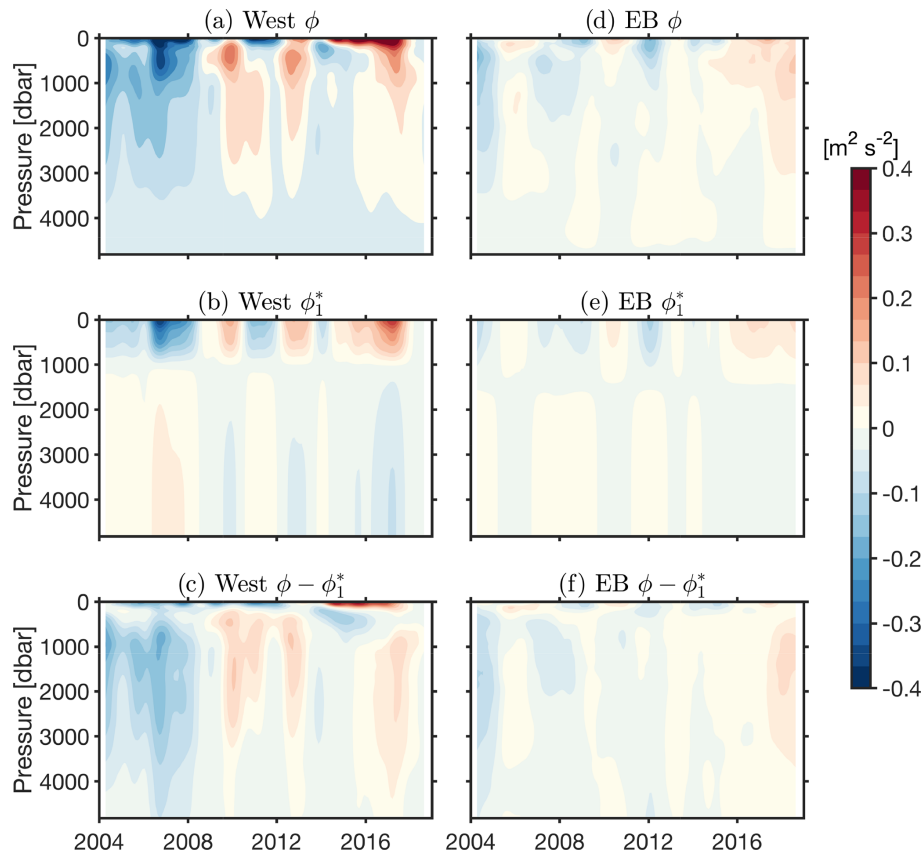 (a) West ϕ
(d) EB ϕ
0
1000
2000
3000
4000
Pressure [dbar]
[m² s⁻²]
0.4
0.3
0.2
0.1
0
-0.1
-0.2
-0.3
-0.4
(b) West ϕ₁*
(e) EB ϕ₁*
0
1000
2000
3000
4000
Pressure [dbar]
(c) West ϕ − ϕ₁*
(f) EB ϕ − ϕ₁*
0
1000
2000
3000
4000
Pressure [dbar]
2004 2008 2012 2016
2004 2008 2012 2016